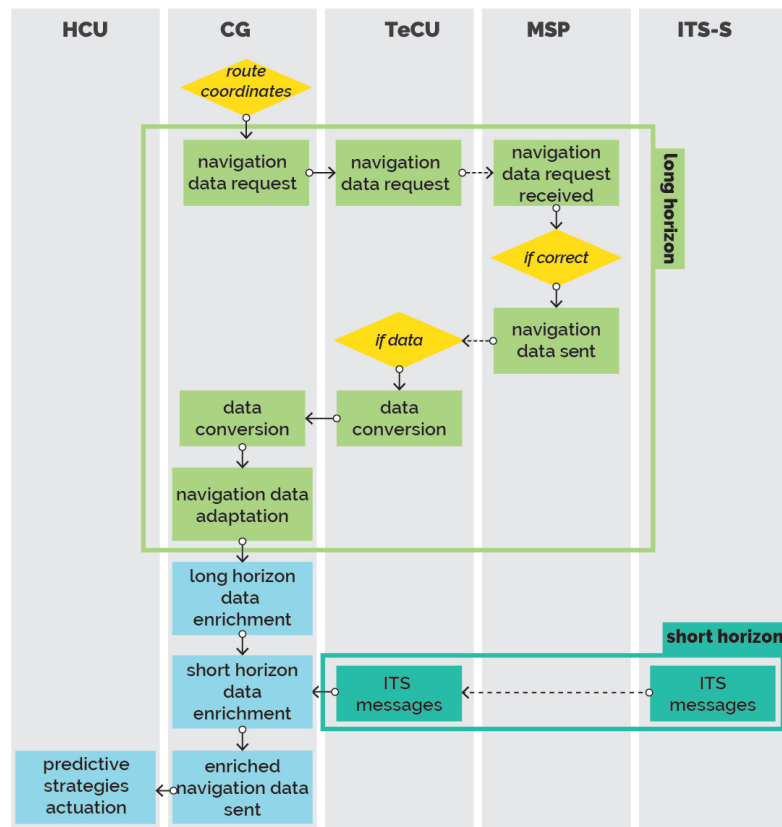 HCU
CG
TeCU
MSP
ITS-S
route
coordinates
navigation
data request
navigation
data request
navigation
data request
received
long horizon
if correct
navigation
data sent
if data
data
conversion
data
conversion
navigation data
adaptation
long horizon
data
enrichment
short horizon
short horizon
data
enrichment
ITS
messages
ITS
messages
enriched
navigation data
sent
predictive
strategies
actuation